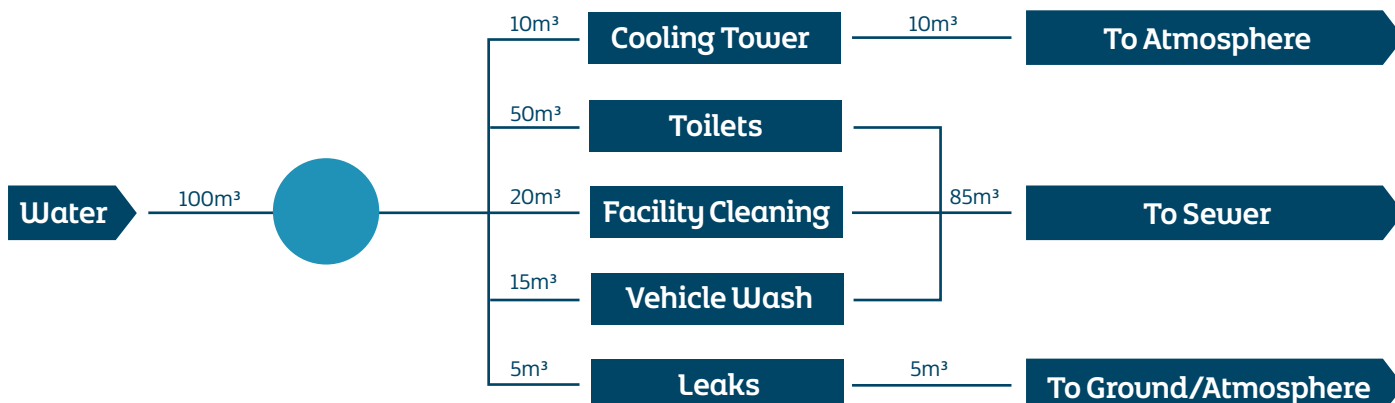 10m³
Cooling Tower
10m³
To Atmosphere
50m³
Toilets
Water
100m³
20m³
Facility Cleaning
85m³
To Sewer
15m³
Vehicle Wash
5m³
Leaks
5m³
To Ground/Atmosphere